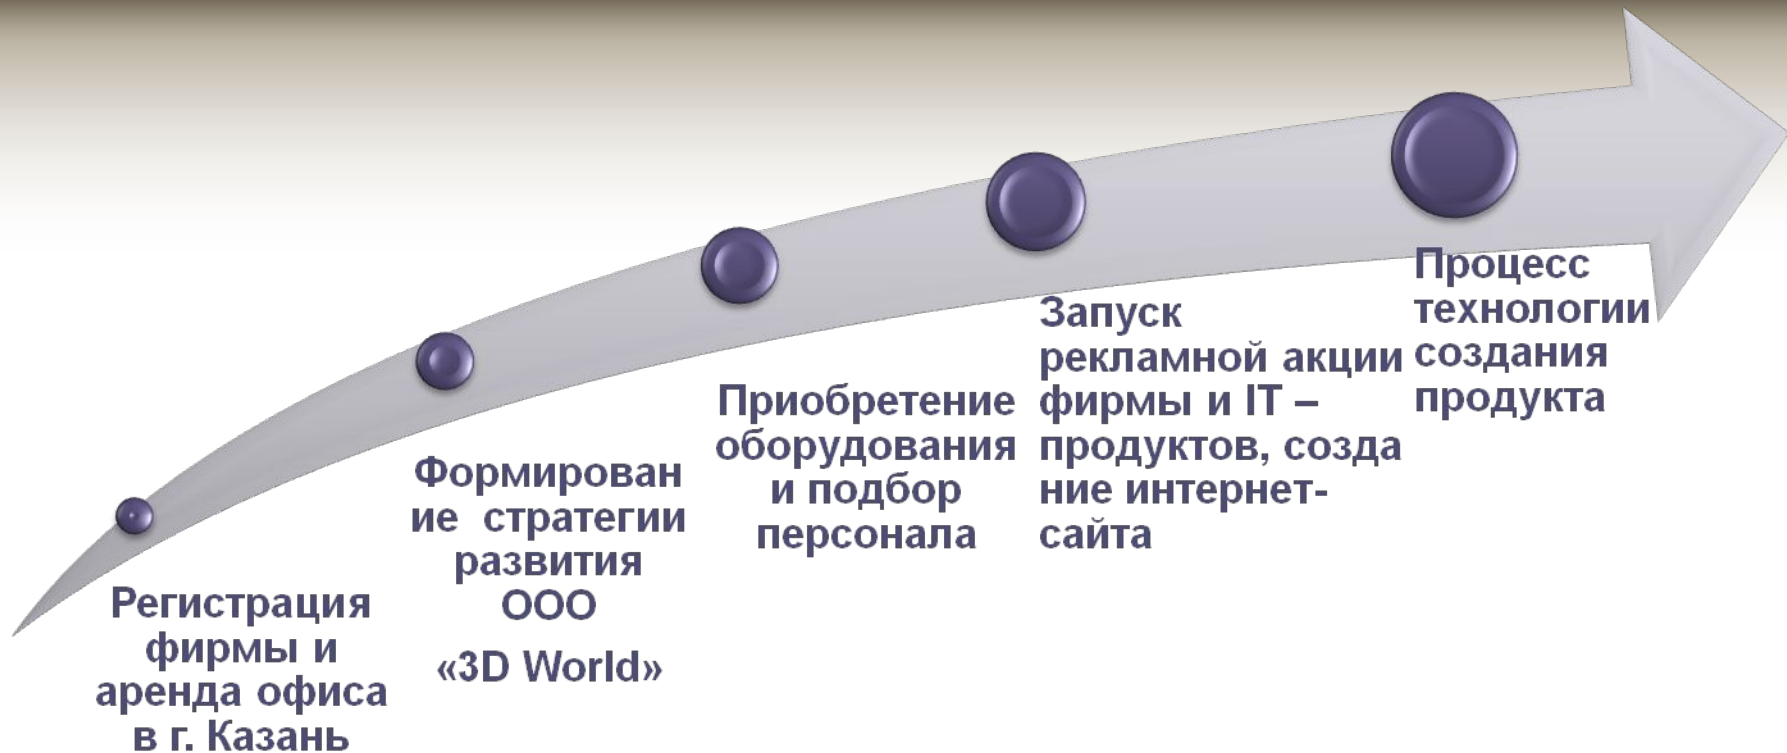 Регистрация
фирмы и
аренда офиса
в г. Казань
Формирован
ие стратегии
развития
ООО
«3D World»
Приобретение
оборудования
и подбор
персонала
Запуск
рекламной акции
фирмы и IT –
продуктов, созда
ние интернет-
сайта
Процесс
технологии
создания
продукта